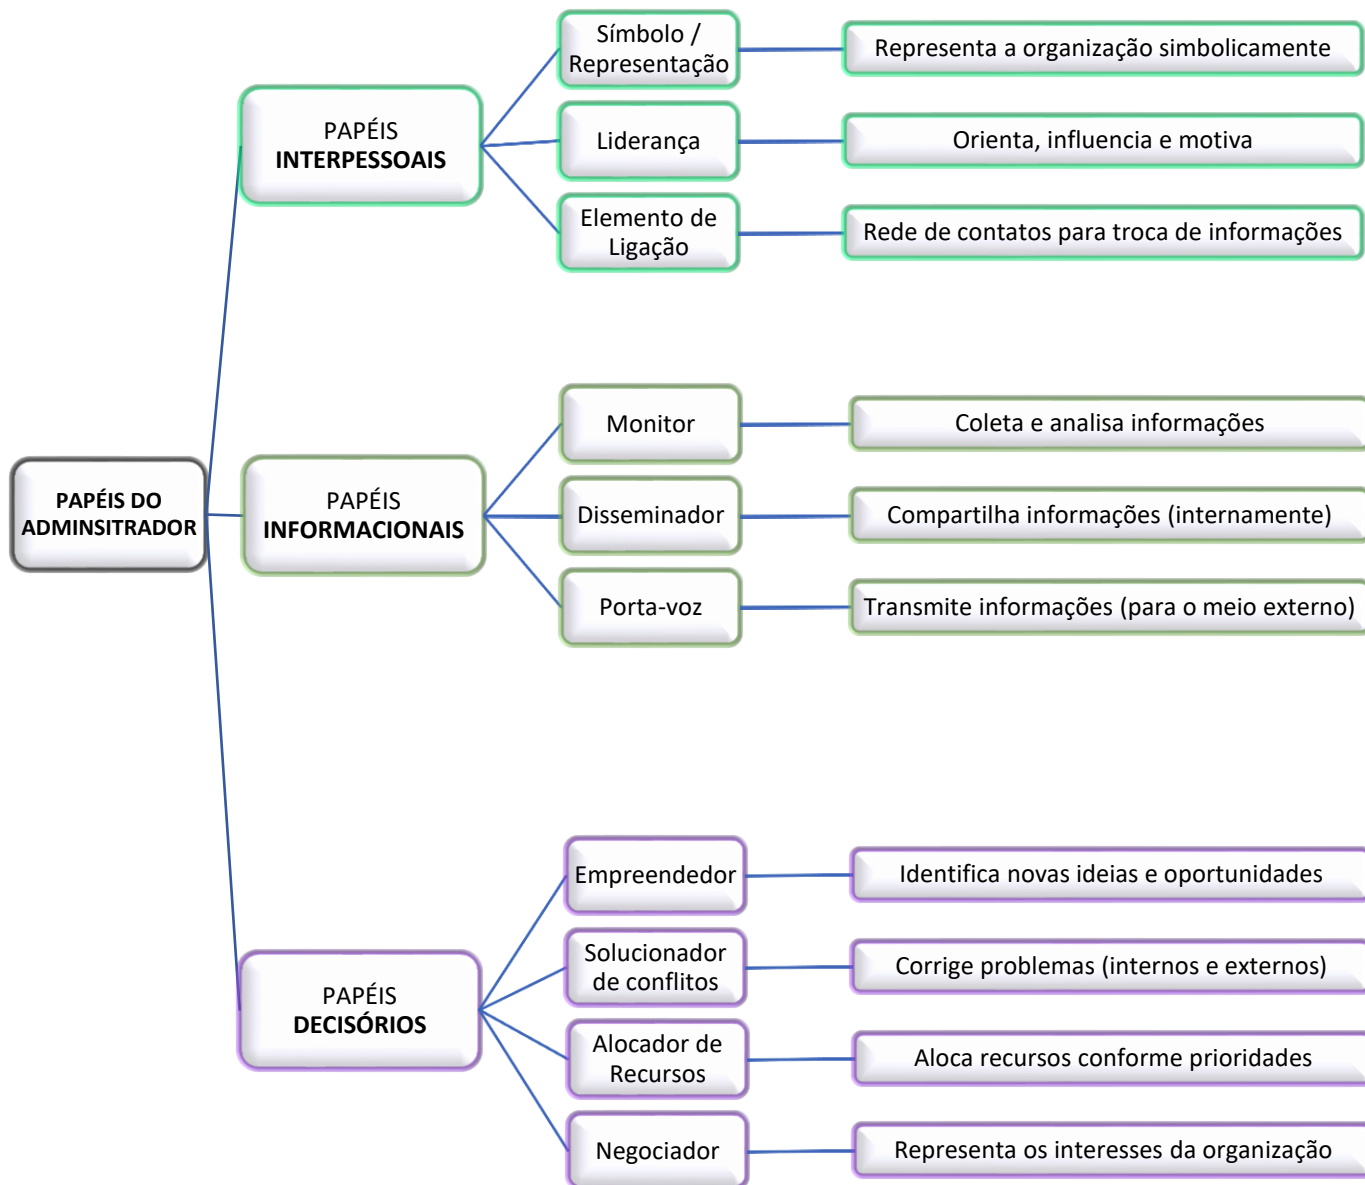 PAPÉIS DO
ADMINSITRADOR
PAPÉIS
INTERPESSOAIS
Símbolo /
Representação
Representa a organização simbolicamente
Liderança
Orienta, influencia e motiva
Elemento de
Ligação
Rede de contatos para troca de informações
PAPÉIS
INFORMACIONAIS
Monitor
Coleta e analisa informações
Disseminador
Compartilha informações (internamente)
Porta-voz
Transmite informações (para o meio externo)
PAPÉIS
DECISÓRIOS
Empreendedor
Identifica novas ideias e oportunidades
Solucionador
de conflitos
Corrige problemas (internos e externos)
Alocador de
Recursos
Aloca recursos conforme prioridades
Negociador
Representa os interesses da organização